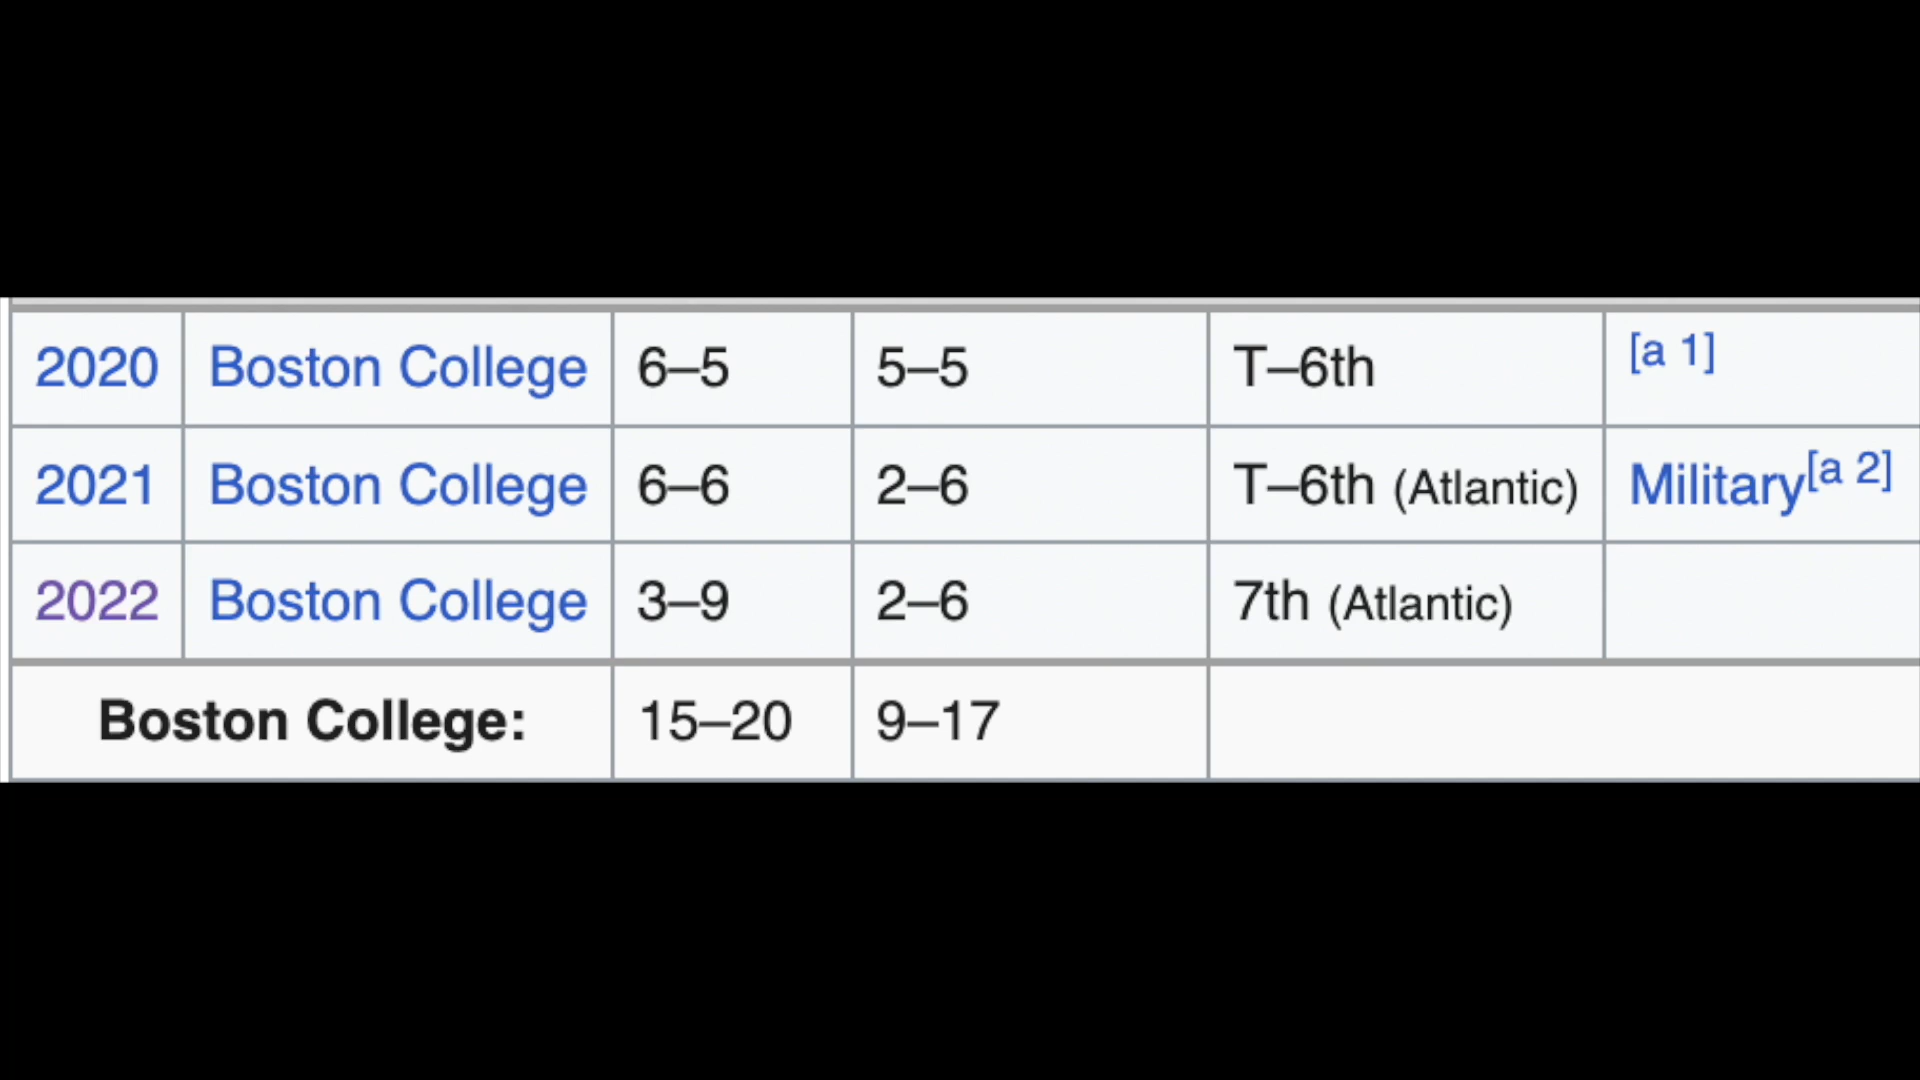 2020 Boston College 6–5 5–5 T–6th [a 1]
2021 Boston College 6–6 2–6 T–6th (Atlantic) Military[a 2]
2022 Boston College 3–9 2–6 7th (Atlantic)
Boston College: 15–20 9–17